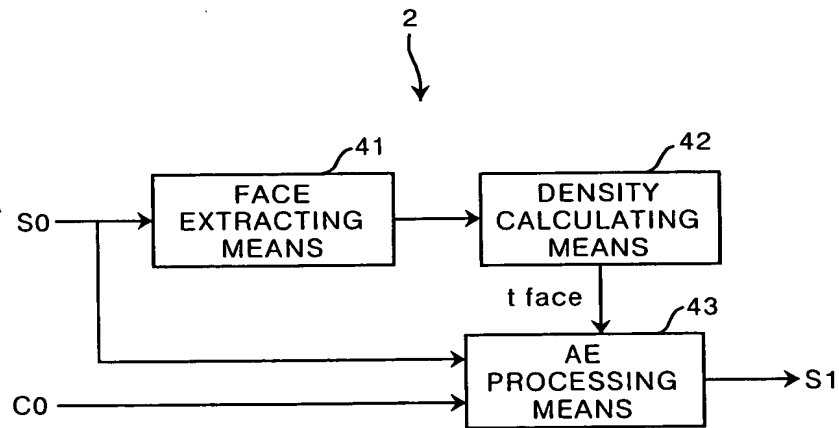 2
41
FACE
EXTRACTING
MEANS
42
DENSITY
CALCULATING
MEANS
S0
t face
43
AE
PROCESSING
MEANS
S1
C0